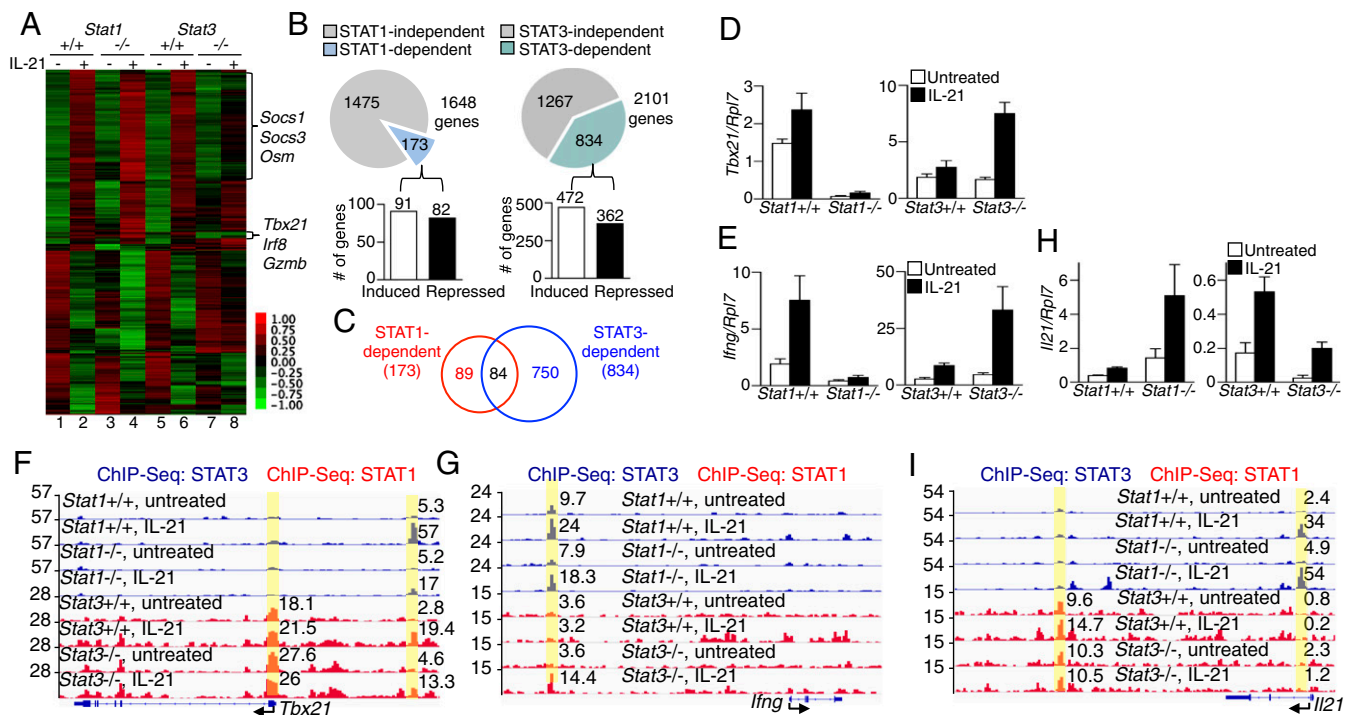 A
Stat1 Stat3
+/+ -/- +/+ -/-
IL-21 - + - + - + - +
Socs1
Socs3
Osm
Tbx21
Irf8
Gzmb
1.00
0.75
0.50
0.25
0.00
−0.25
−0.50
−0.75
−1.00
1 2 3 4 5 6 7 8
B
STAT1-independent
STAT1-dependent
STAT3-independent
STAT3-dependent
1475
1648
genes
173
1267
2101
genes
834
# of genes
100
50
0
91
82
Induced Repressed
# of genes
500
250
0
472
362
Induced Repressed
C
STAT1-
dependent
(173)
89 84 750
STAT3-
dependent
(834)
D
Tbx21/Rpl7
3
2
1
0
Stat1+/+ Stat1-/-
Untreated
IL-21
10
5
0
Stat3+/+ Stat3-/-
E
Ifng/Rpl7
10
5
0
Stat1+/+ Stat1-/-
Untreated
IL-21
50
25
0
Stat3+/+ Stat3-/-
H
Il21/Rpl7
10
5
0
Stat1+/+ Stat1-/-
Untreated
IL-21
0.6
0.4
0.2
0
Stat3+/+ Stat3-/-
F
ChIP-Seq: STAT3 ChIP-Seq: STAT1
57 Stat1+/+, untreated 5.3
57 Stat1+/+, IL-21 57
57 Stat1-/-, untreated 5.2
57 Stat1-/-, IL-21 17
28 Stat3+/+, untreated 18.1 2.8
28 Stat3+/+, IL-21 21.5 19.4
28 Stat3-/-, untreated 27.6 4.6
28 Stat3-/-, IL-21 26 13.3
Tbx21
G
ChIP-Seq: STAT3 ChIP-Seq: STAT1
24 9.7 Stat1+/+, untreated
24 24 Stat1+/+, IL-21
24 7.9 Stat1-/-, untreated
24 18.3 Stat1-/-, IL-21
15 3.6 Stat3+/+, untreated
15 3.2 Stat3+/+, IL-21
15 3.6 Stat3-/-, untreated
15 14.4 Stat3-/-, IL-21
Ifng
I
ChIP-Seq: STAT3 ChIP-Seq: STAT1
54 Stat1+/+, untreated 2.4
54 Stat1+/+, IL-21 34
54 Stat1-/-, untreated 4.9
54 Stat1-/-, IL-21 54
15 9.6 Stat3+/+, untreated 0.8
15 14.7 Stat3+/+, IL-21 0.2
15 10.3 Stat3-/-, untreated 2.3
15 10.5 Stat3-/-, IL-21 1.2
Il21